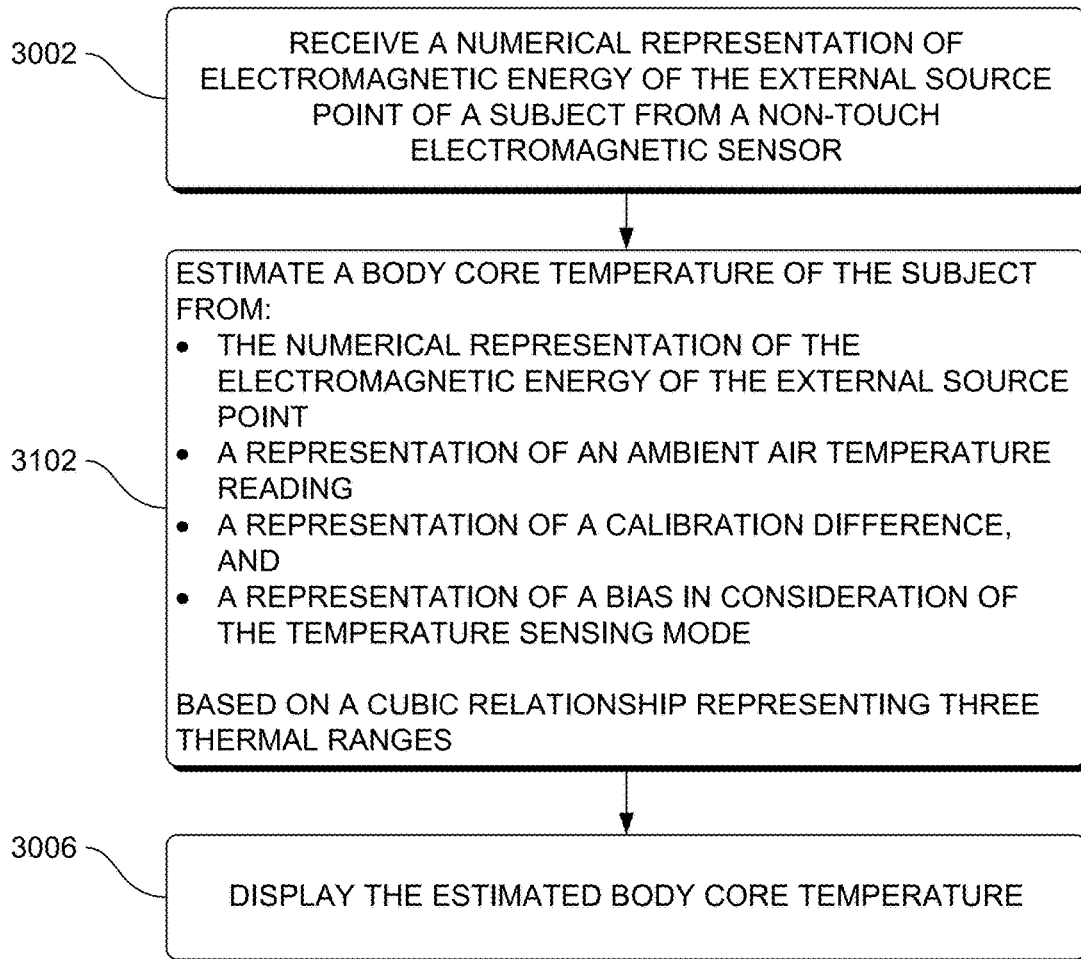 3002
RECEIVE A NUMERICAL REPRESENTATION OF
ELECTROMAGNETIC ENERGY OF THE EXTERNAL SOURCE
POINT OF A SUBJECT FROM A NON-TOUCH
ELECTROMAGNETIC SENSOR
3102
ESTIMATE A BODY CORE TEMPERATURE OF THE SUBJECT
FROM:
• THE NUMERICAL REPRESENTATION OF THE
ELECTROMAGNETIC ENERGY OF THE EXTERNAL SOURCE
POINT
• A REPRESENTATION OF AN AMBIENT AIR TEMPERATURE
READING
• A REPRESENTATION OF A CALIBRATION DIFFERENCE,
AND
• A REPRESENTATION OF A BIAS IN CONSIDERATION OF
THE TEMPERATURE SENSING MODE
BASED ON A CUBIC RELATIONSHIP REPRESENTING THREE
THERMAL RANGES
3006
DISPLAY THE ESTIMATED BODY CORE TEMPERATURE